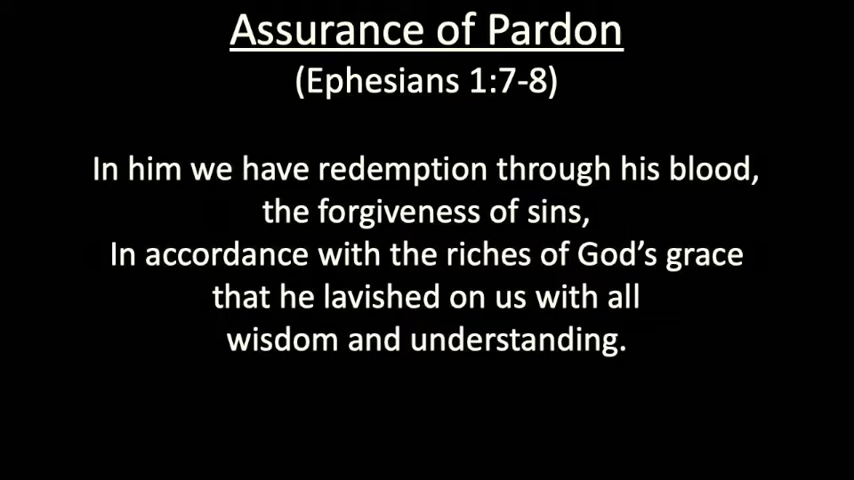 Assurance of Pardon
(Ephesians 1:7-8)
In him we have redemption through his blood,
the forgiveness of sins,
In accordance with the riches of God’s grace
that he lavished on us with all
wisdom and understanding.